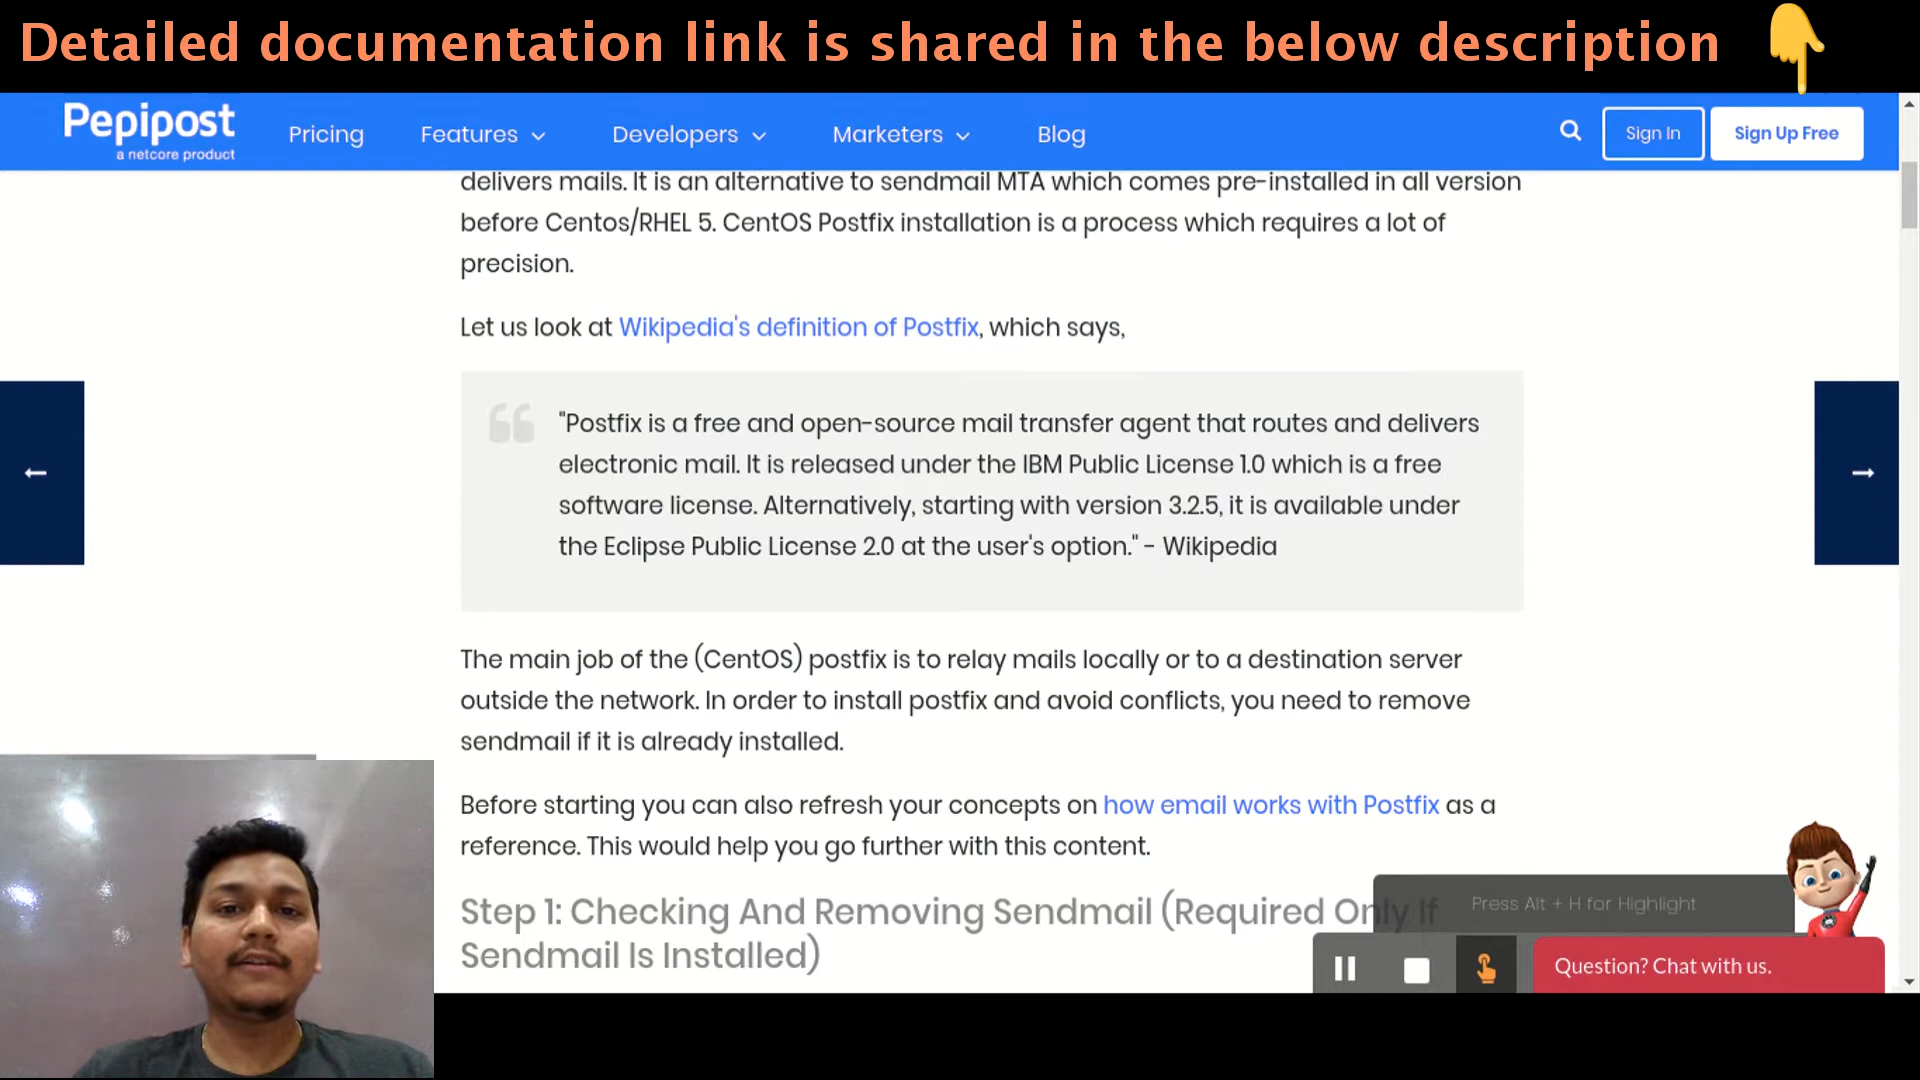 Detailed documentation link is shared in the below description
Pepipost
a netcore product
Pricing
Features
Developers
Marketers
Blog
Sign In
Sign Up Free
delivers mails. It is an alternative to sendmail MTA which comes pre-installed in all version
before Centos/RHEL 5. CentOS Postfix installation is a process which requires a lot of
precision.
Let us look at Wikipedia's definition of Postfix, which says,
"Postfix is a free and open-source mail transfer agent that routes and delivers
electronic mail. It is released under the IBM Public License 1.0 which is a free
software license. Alternatively, starting with version 3.2.5, it is available under
the Eclipse Public License 2.0 at the user's option." - Wikipedia
The main job of the (CentOS) postfix is to relay mails locally or to a destination server
outside the network. In order to install postfix and avoid conflicts, you need to remove
sendmail if it is already installed.
Before starting you can also refresh your concepts on how email works with Postfix as a
reference. This would help you go further with this content.
Step 1: Checking And Removing Sendmail (Required Only If
Sendmail Is Installed)
Press Alt + H for Highlight
Question? Chat with us.